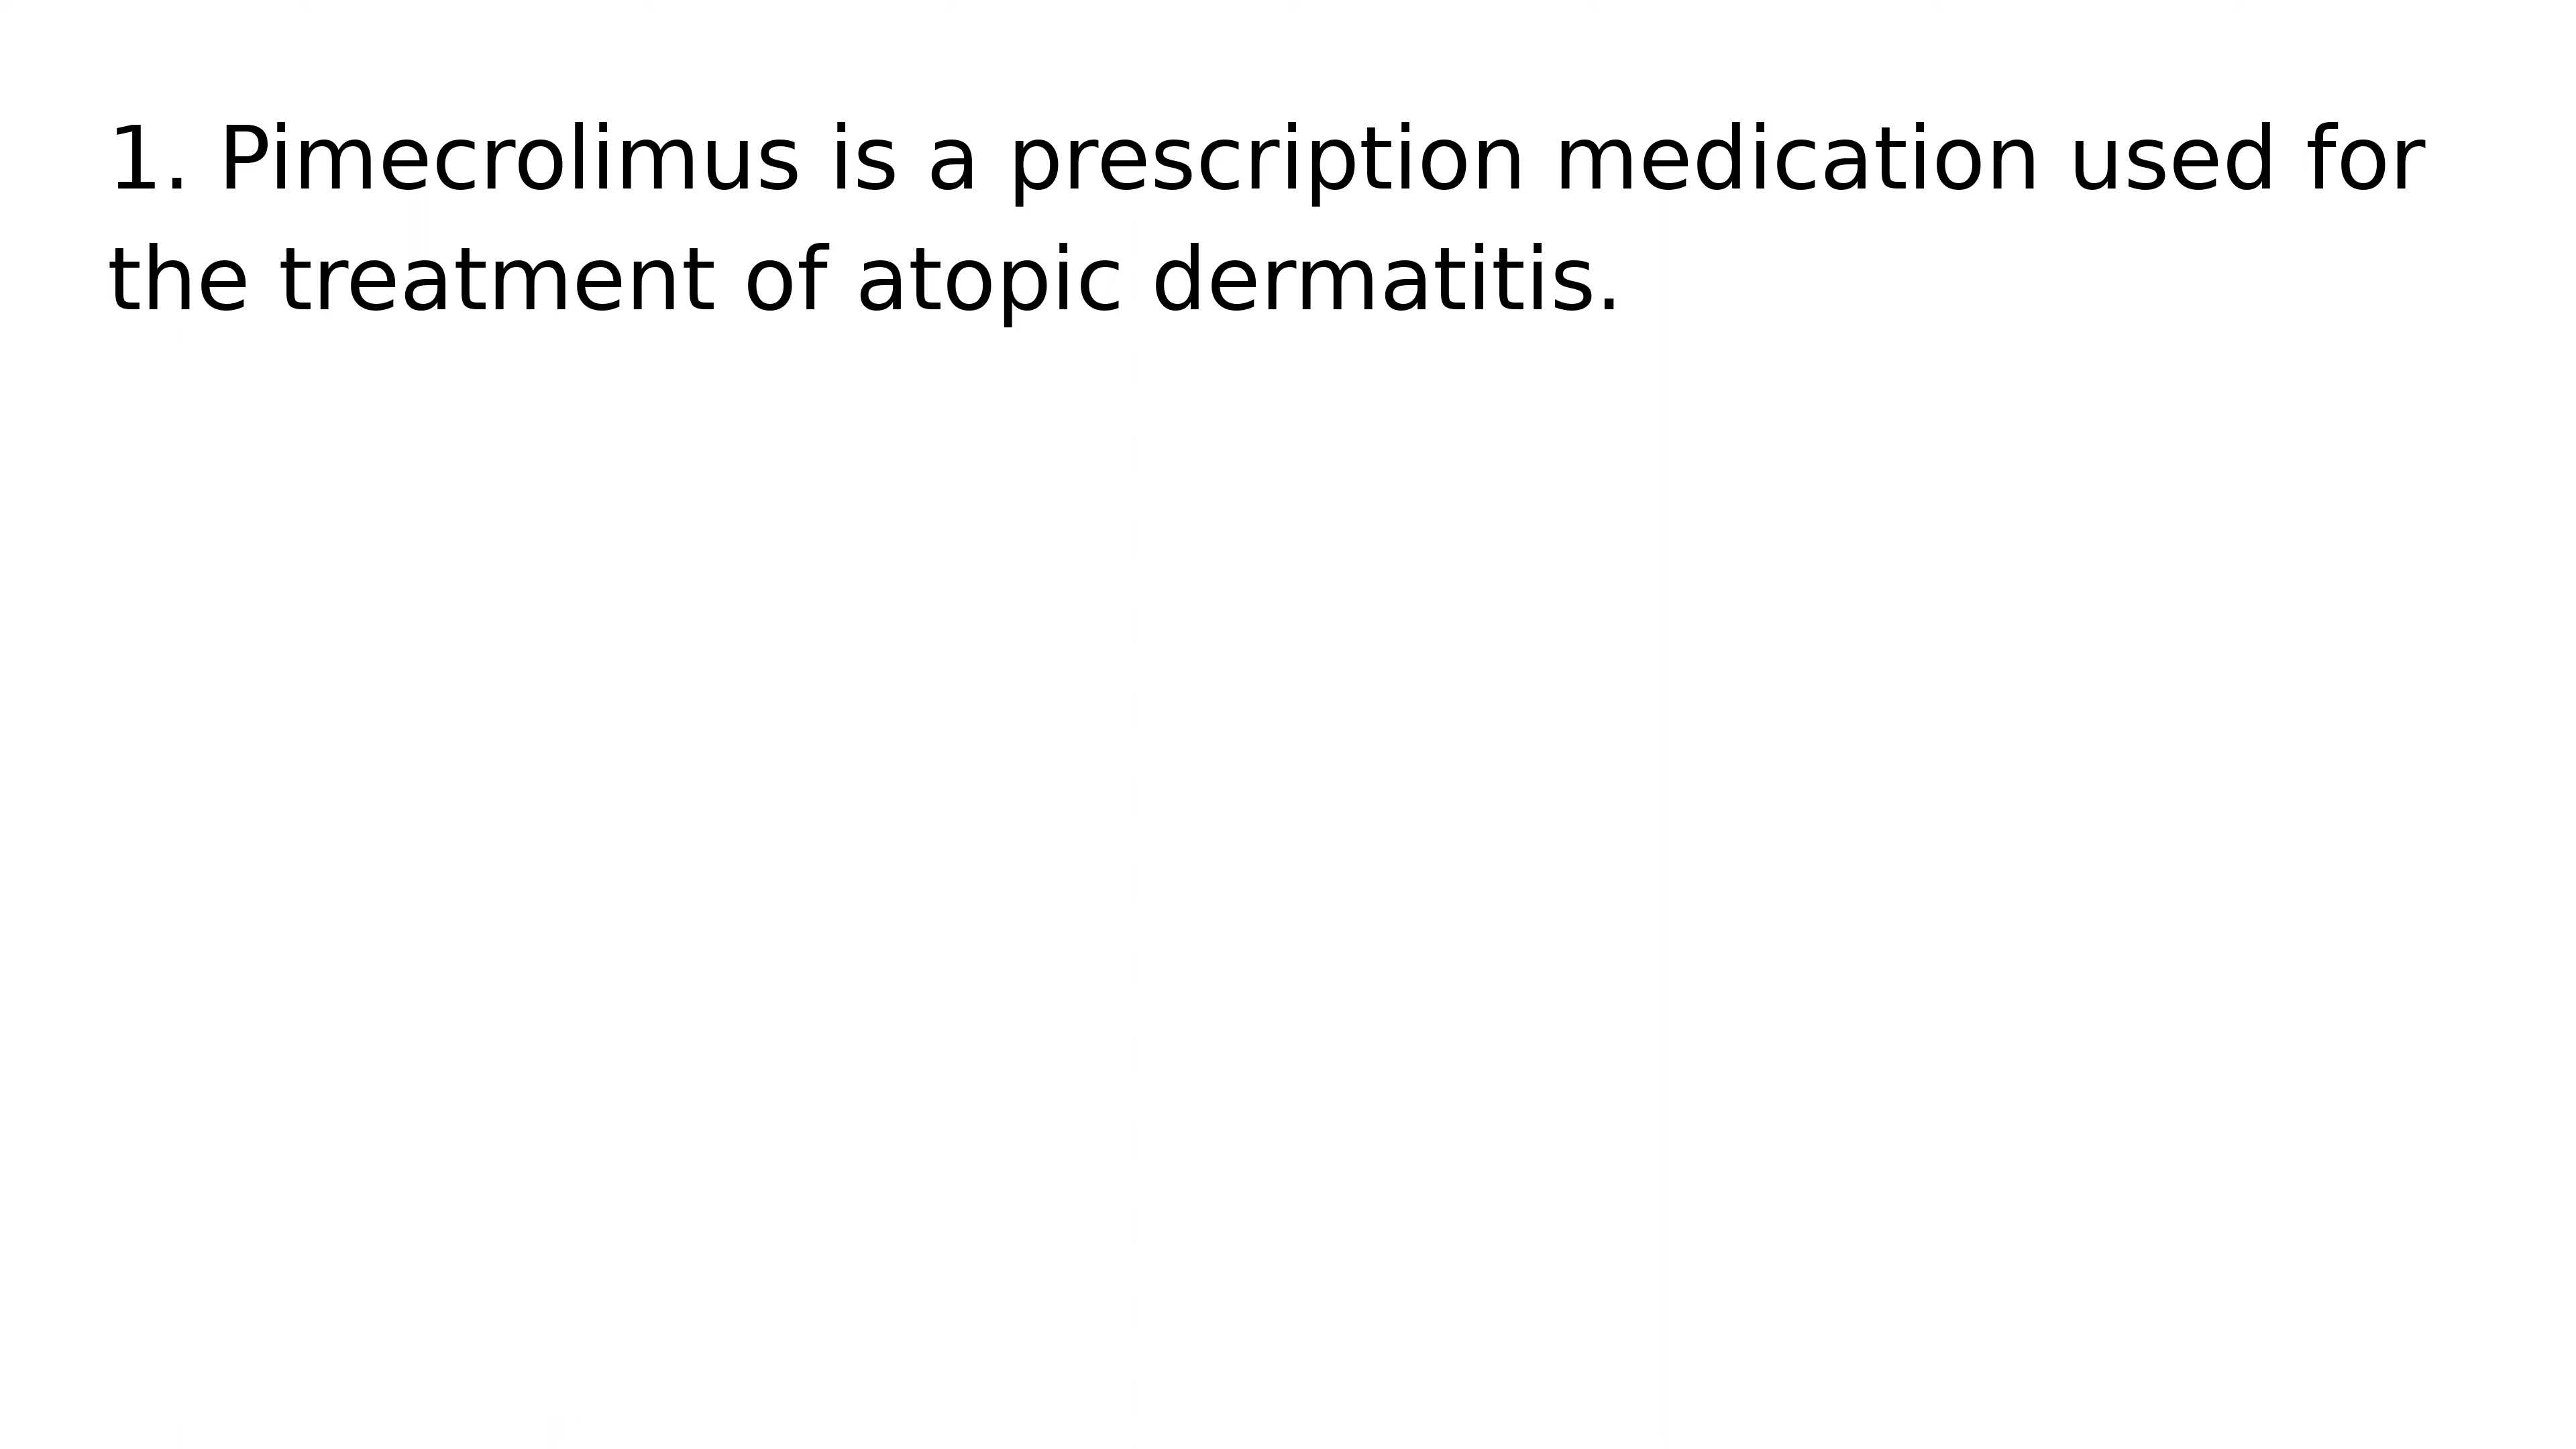 1. Pimecrolimus is a prescription medication used for
the treatment of atopic dermatitis.